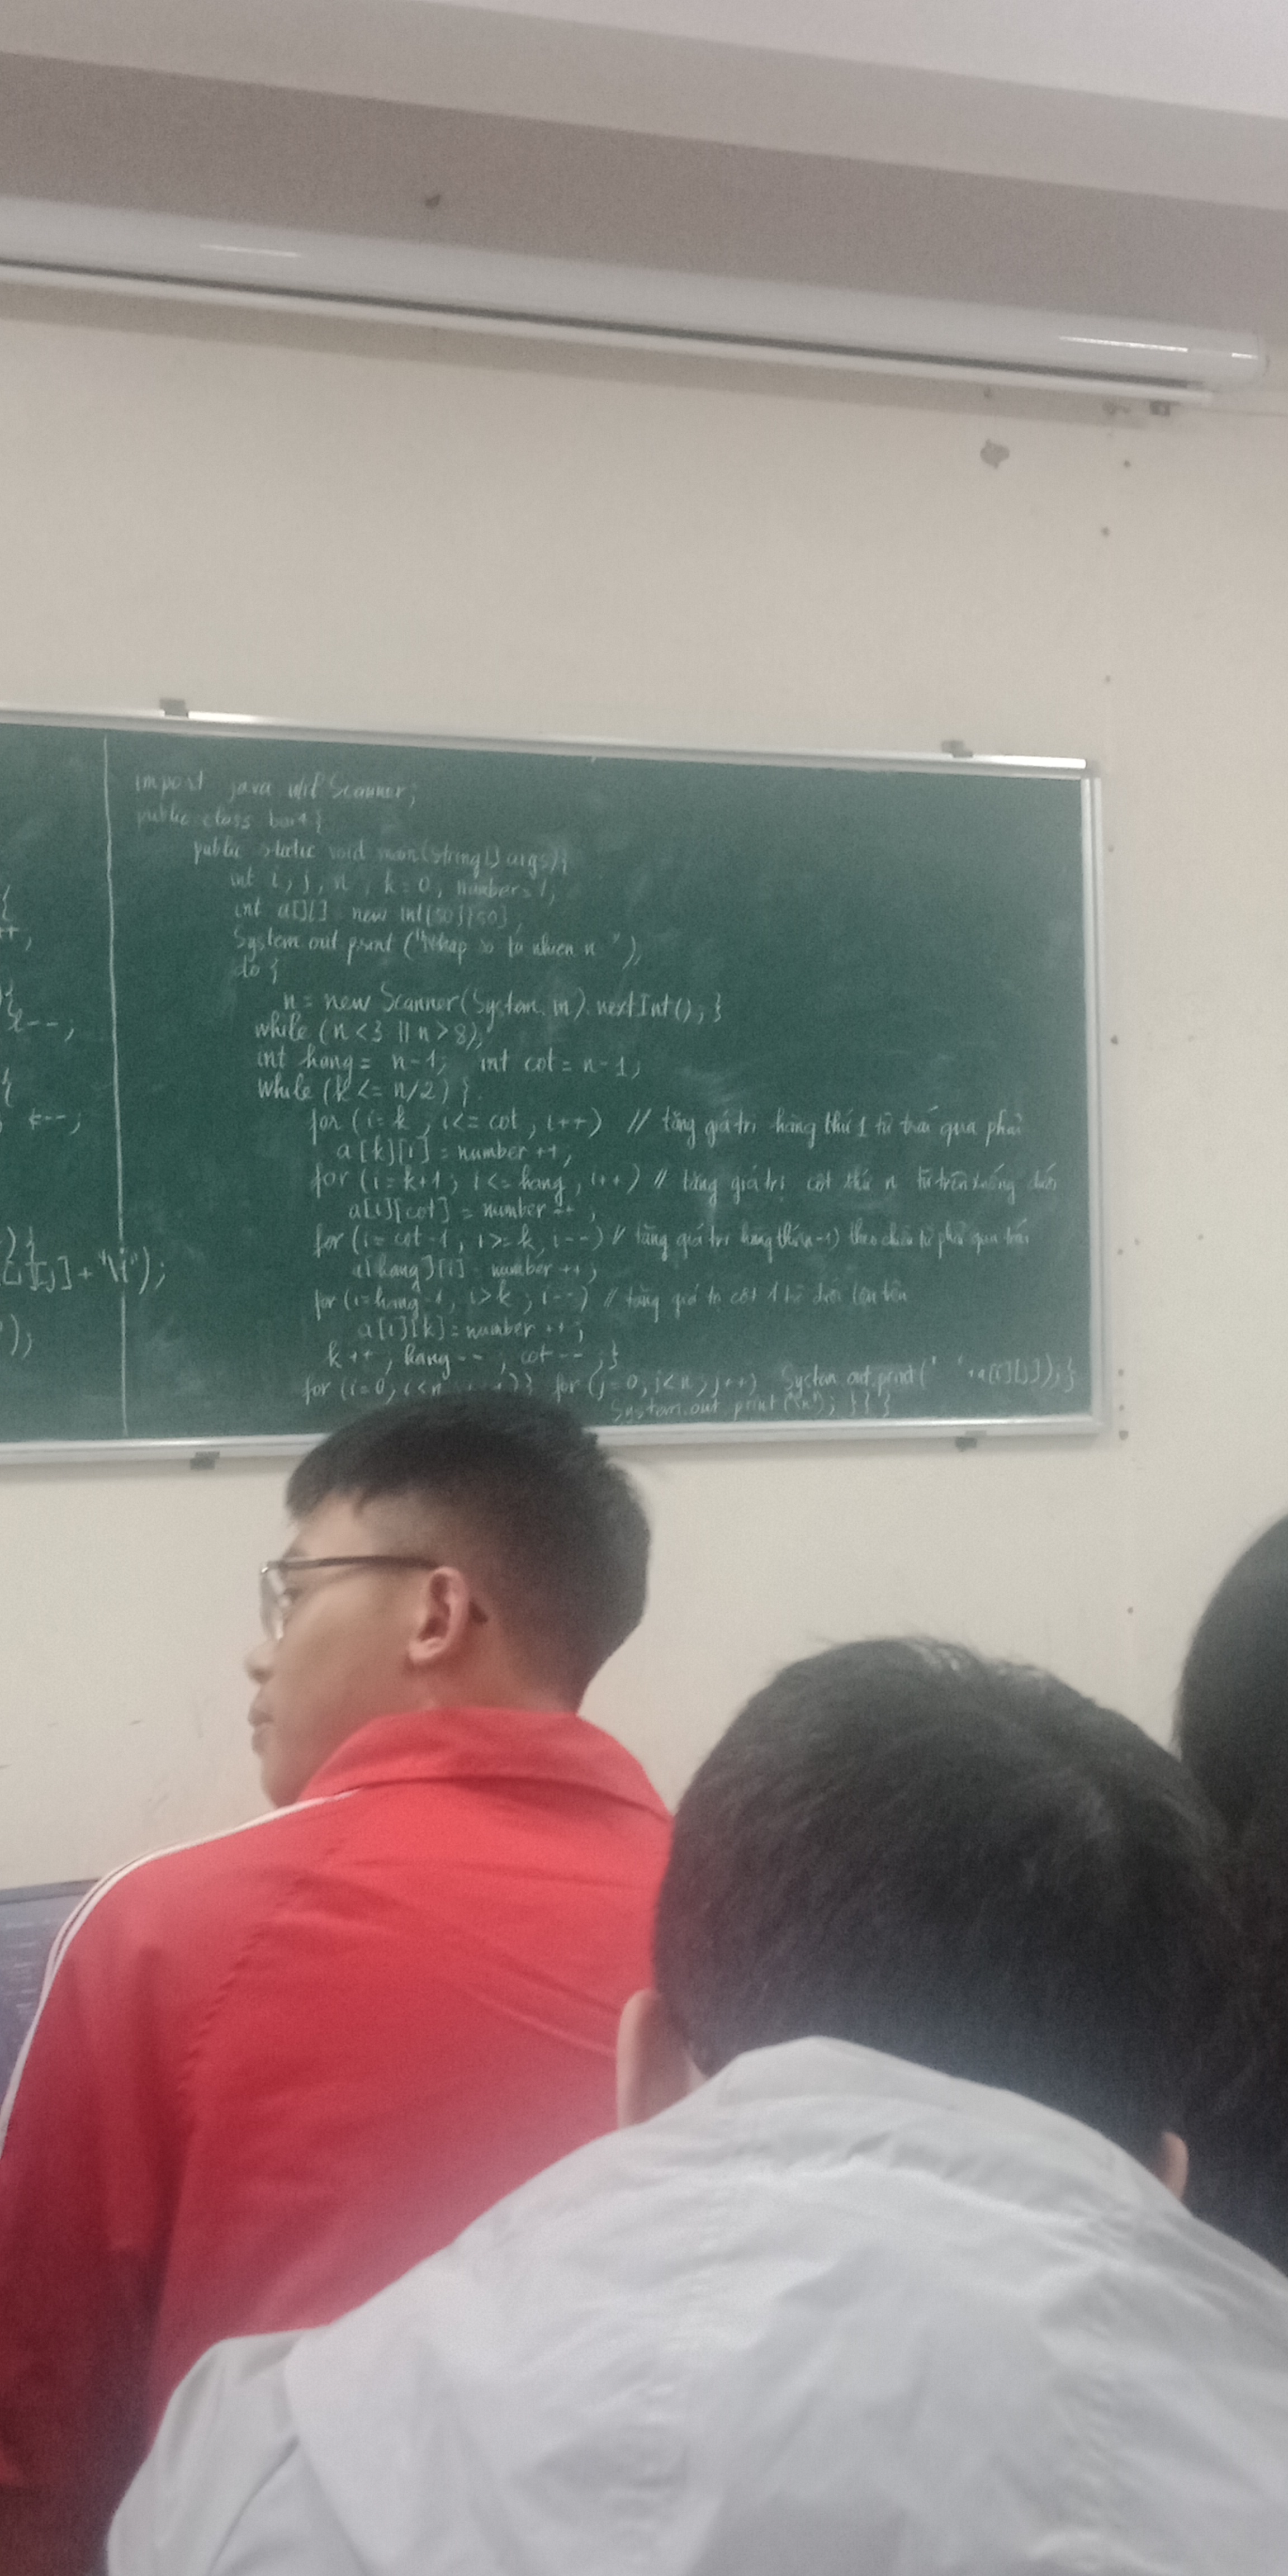 import java util Scanner;
public class bai4{
public static void main(String[] args){
int i, j, n, k=0, number=1;
int a[][] = new int[50][50];
System.out.print ("Nhap so tu nhien n ");
do {
n = new Scanner(System.in).nextInt(); }
while (n<3 || n>8);
int hang = n-1; int cot = n-1;
while (k <= n/2) {
for (i=k; i<=cot; i++) // tăng giá trị hàng thứ 1 từ trái qua phải
a[k][i] = number ++;
for (i=k+1; i<=hang; i++) // tăng giá trị cột thứ n từ trên xuống dưới
a[i][cot] = number ++;
for (i=cot-1; i>=k; i--) // tăng giá trị hàng thứ (n-1) theo chiều từ phải qua trái
a[hang][i] = number ++;
for (i=hang-1; i>k; i--) // tăng giá trị cột 1 từ dưới lên trên
a[i][k] = number ++;
k++; hang--; cot--;}
for (i=0; i<n for (j=0; i<n; j++) System.out.print(" "+a[i][j]);}
System.out.print("\n"); } } }
{
++;
){
--;
{
--;
){
[j]+"\t");
);